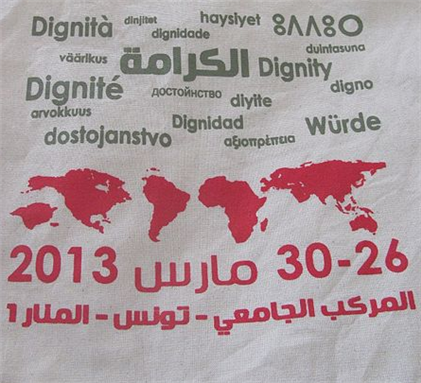 Dignità dinjitet haysiyet ⵓⴷⴷⵓⵔ
dignidade
väärikus الكرامة Dignity duintasuna
Dignité достоинство diyite digno
arvokkuus Dignidad Würde
dostojanstvo αξιοπρέπεια
30-26 مارس 2013
المركب الجامعي - تونس - المنار 1